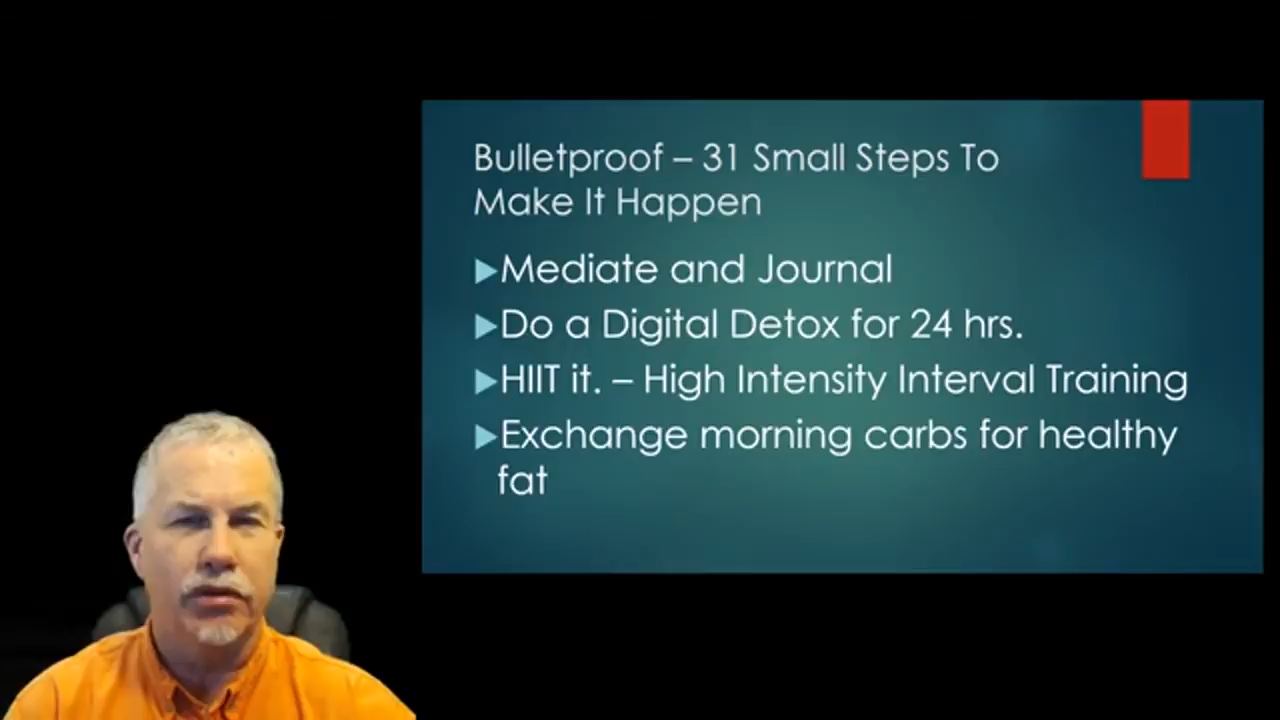 Bulletproof – 31 Small Steps To
Make It Happen
Mediate and Journal
Do a Digital Detox for 24 hrs.
HIIT it. – High Intensity Interval Training
Exchange morning carbs for healthy
fat